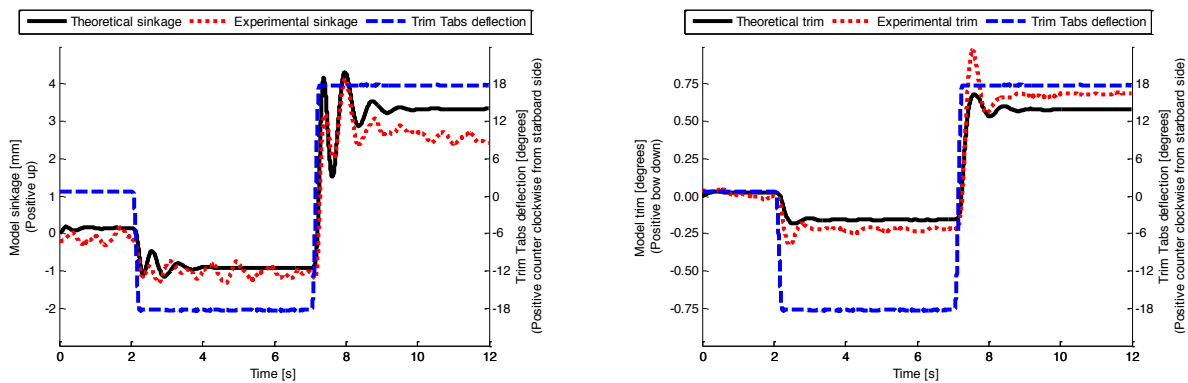 Theoretical sinkage
Experimental sinkage
Trim Tabs deflection
4
3
2
1
0
-1
-2
Model sinkage [mm]
(Positive up)
18
12
6
0
-6
-12
-18
Trim Tabs deflection [degrees]
(Positive counter clockwise from starboard side)
0
2
4
6
8
10
12
Time [s]
Theoretical trim
Experimental trim
Trim Tabs deflection
0.75
0.50
0.25
0.00
-0.25
-0.50
-0.75
Model trim [degrees]
(Positive bow down)
18
12
6
0
-6
-12
-18
Trim Tabs deflection [degrees]
(Positive counter clockwise from starboard side)
0
2
4
6
8
10
12
Time [s]